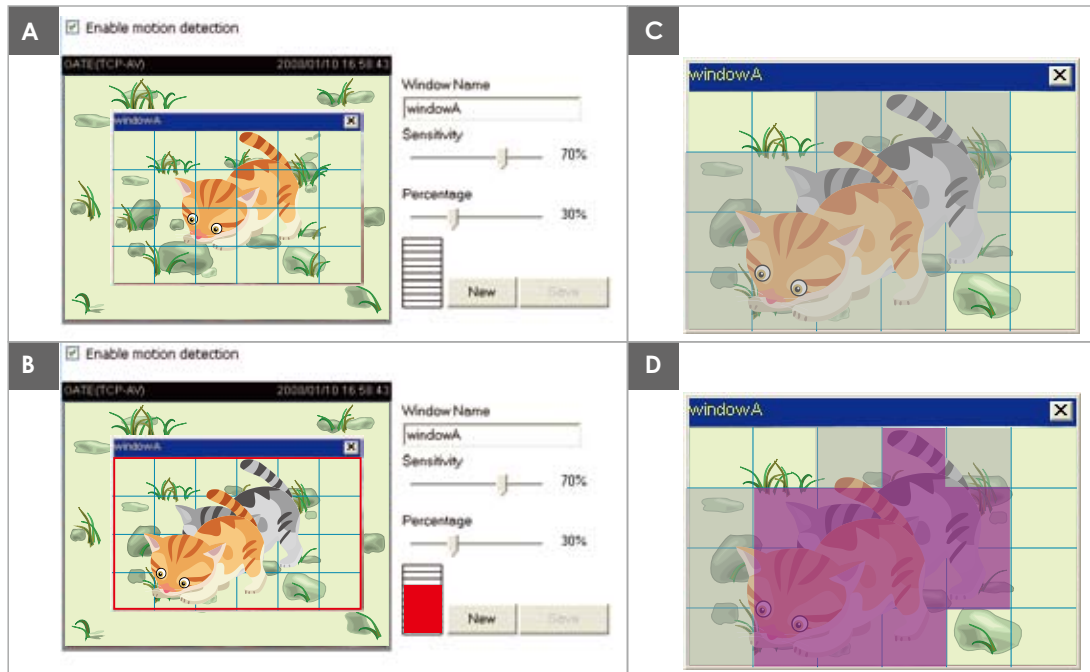 A
Enable motion detection
GATE(TCP-AV) 2008/01/10 16:58:43
windowA
Window Name
windowA
Sensitivity
70%
Percentage
30%
New Save
B
Enable motion detection
GATE(TCP-AV) 2008/01/10 16:58:43
windowA
Window Name
windowA
Sensitivity
70%
Percentage
30%
New Save
C
windowA
D
windowA